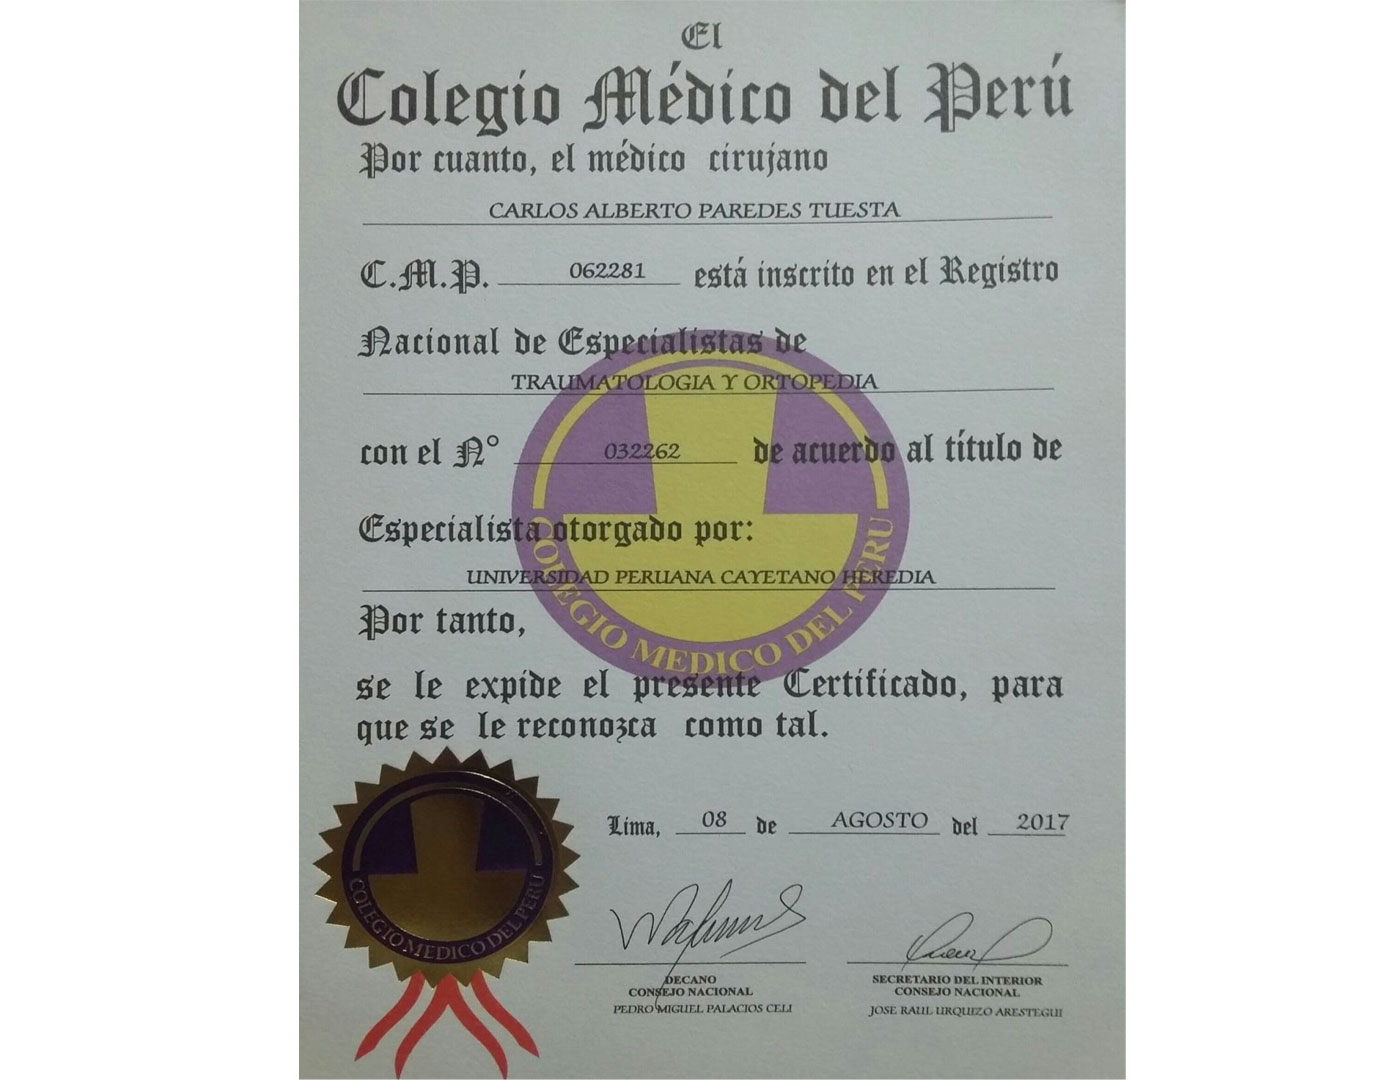 El
Colegio Médico del Perú
Por cuanto, el médico cirujano
CARLOS ALBERTO PAREDES TUESTA
C.M.P. 062281 está inscrito en el Registro
Nacional de Especialistas de
TRAUMATOLOGIA Y ORTOPEDIA
con el N° 032262 de acuerdo al título de
Especialista otorgado por:
UNIVERSIDAD PERUANA CAYETANO HEREDIA
COLEGIO MEDICO DEL PERU
Por tanto,
se le expide el presente Certificado, para
que se le reconozca como tal.
Lima, 08 de AGOSTO del 2017
COLEGIO MEDICO DEL PERU
DECANO
CONSEJO NACIONAL
PEDRO MIGUEL PALACIOS CELI
SECRETARIO DEL INTERIOR
CONSEJO NACIONAL
JOSE RAUL URQUIZO ARESTEGUI